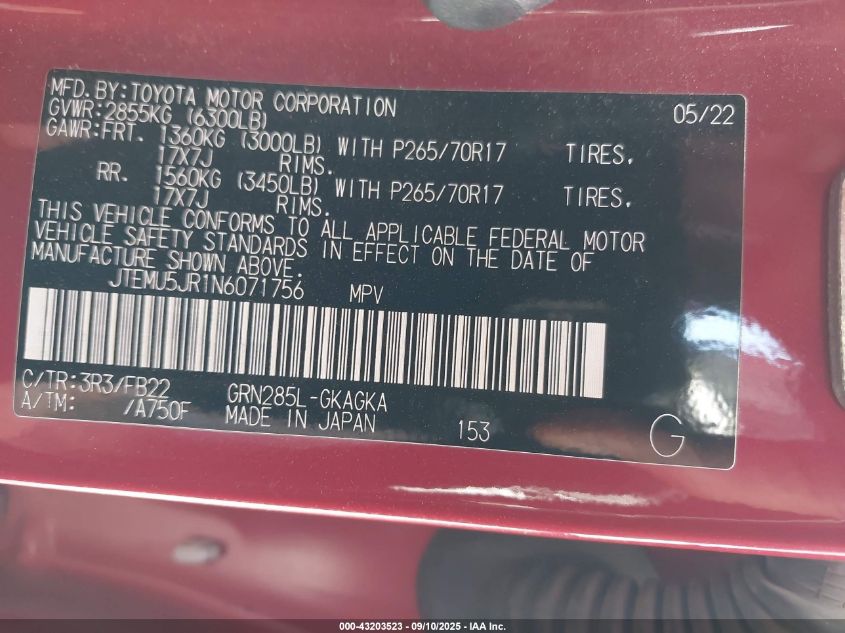 MFD. BY: TOYOTA MOTOR CORPORATION 05/22
GVWR: 2855KG (6300LB)
GAWR: FRT. 1360KG (3000LB) WITH P265/70R17 TIRES,
17X7J RIMS.
RR. 1560KG (3450LB) WITH P265/70R17 TIRES,
17X7J RIMS.
THIS VEHICLE CONFORMS TO ALL APPLICABLE FEDERAL MOTOR
VEHICLE SAFETY STANDARDS IN EFFECT ON THE DATE OF
MANUFACTURE SHOWN ABOVE.
JTEMU5JR1N6071756 MPV
C/TR: 3R3/FB22 GRN285L-GKAGKA
A/TM: /A750F MADE IN JAPAN 153 G
000-43203523 - 09/10/2025 - IAA Inc.